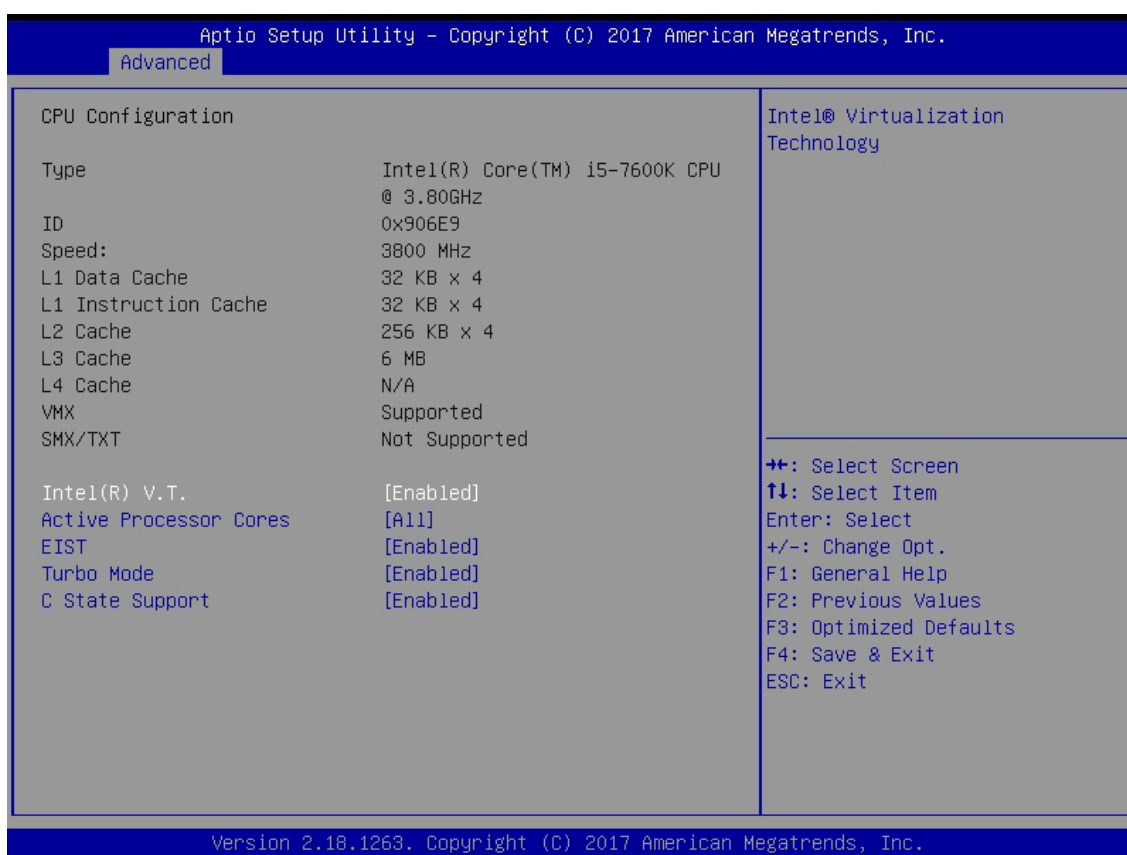 Aptio Setup Utility – Copyright (C) 2017 American Megatrends, Inc.
Advanced
CPU Configuration
Type Intel(R) Core(TM) i5-7600K CPU
@ 3.80GHz
ID 0x906E9
Speed: 3800 MHz
L1 Data Cache 32 KB x 4
L1 Instruction Cache 32 KB x 4
L2 Cache 256 KB x 4
L3 Cache 6 MB
L4 Cache N/A
VMX Supported
SMX/TXT Not Supported
Intel(R) V.T. [Enabled]
Active Processor Cores [All]
EIST [Enabled]
Turbo Mode [Enabled]
C State Support [Enabled]
Intel® Virtualization
Technology
→←: Select Screen
↑↓: Select Item
Enter: Select
+/-: Change Opt.
F1: General Help
F2: Previous Values
F3: Optimized Defaults
F4: Save & Exit
ESC: Exit
Version 2.18.1263. Copyright (C) 2017 American Megatrends, Inc.